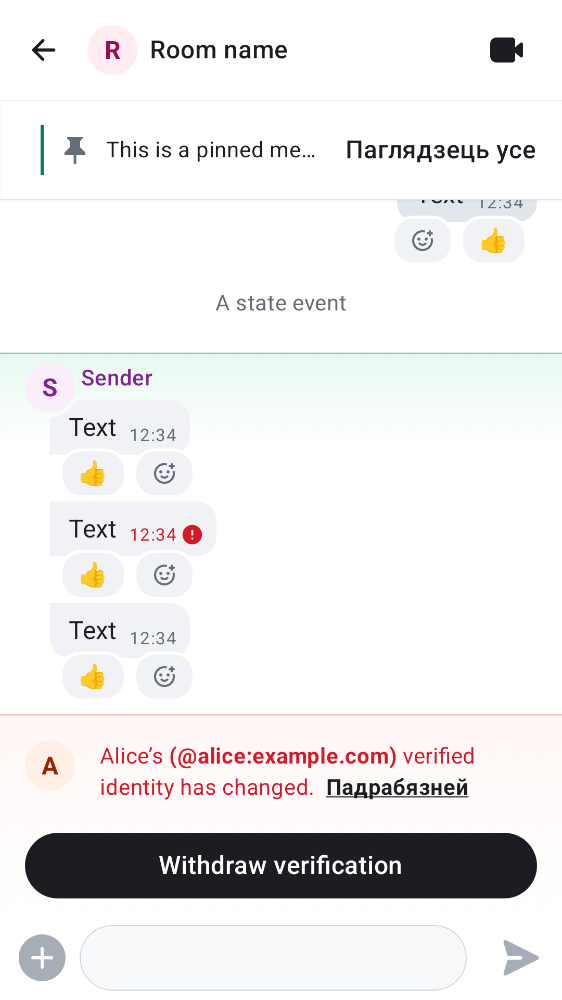 R Room name
This is a pinned me… Паглядзець усе
Text 12:34
A state event
S Sender
Text 12:34
Text 12:34
Text 12:34
A Alice’s (@alice:example.com) verified
identity has changed. Падрабязней
Withdraw verification